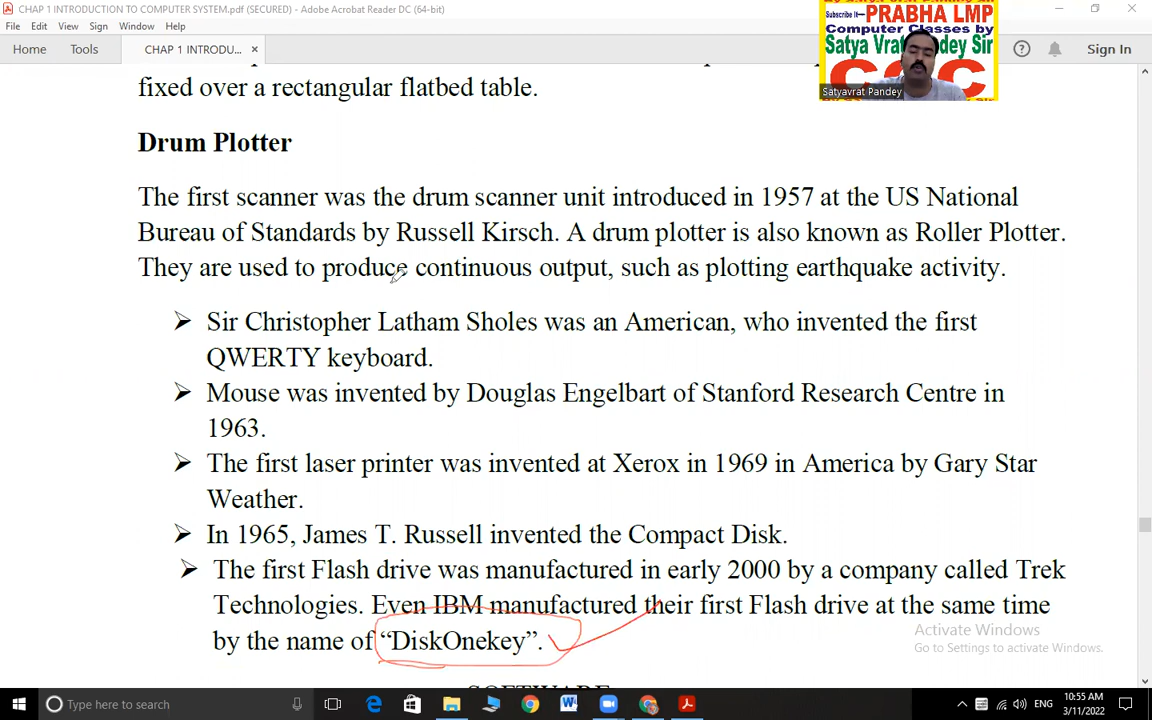 CHAP 1 INTRODUCTION TO COMPUTER SYSTEM.pdf (SECURED) - Adobe Acrobat Reader DC (64-bit)
File Edit View Sign Window Help
Home Tools CHAP 1 INTRODU... × Sign In
Subscribe It- PRABHA LMP
Computer Classes by
Satya Vrat Pandey Sir
CCC
Satyavrat Pandey
fixed over a rectangular flatbed table.
Drum Plotter
The first scanner was the drum scanner unit introduced in 1957 at the US National
Bureau of Standards by Russell Kirsch. A drum plotter is also known as Roller Plotter.
They are used to produce continuous output, such as plotting earthquake activity.
➢ Sir Christopher Latham Sholes was an American, who invented the first
QWERTY keyboard.
➢ Mouse was invented by Douglas Engelbart of Stanford Research Centre in
1963.
➢ The first laser printer was invented at Xerox in 1969 in America by Gary Star
Weather.
➢ In 1965, James T. Russell invented the Compact Disk.
➢ The first Flash drive was manufactured in early 2000 by a company called Trek
Technologies. Even IBM manufactured their first Flash drive at the same time
by the name of “DiskOnekey”.
Activate Windows
Go to Settings to activate Windows.
SOFTWARE
Type here to search
ENG
10:55 AM
3/11/2022